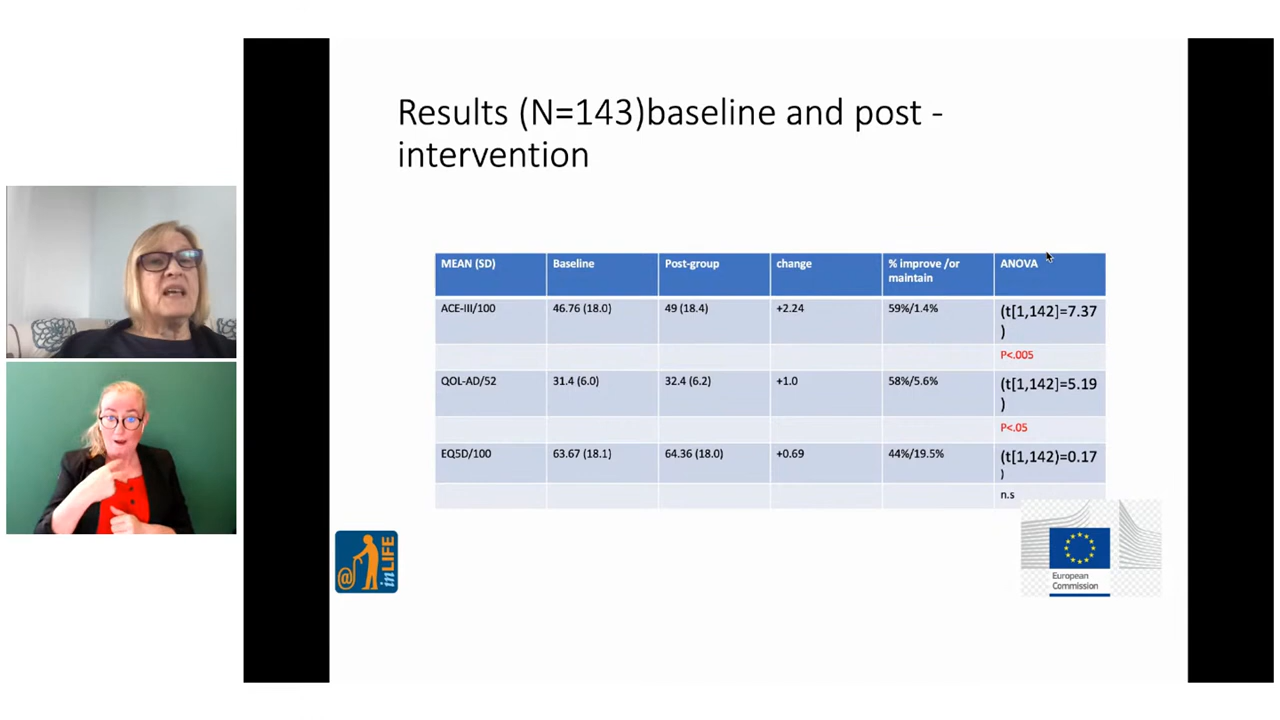 Results (N=143)baseline and post -
intervention
MEAN (SD) Baseline Post-group change % improve /or maintain ANOVA
ACE-III/100 46.76 (18.0) 49 (18.4) +2.24 59%/1.4% (t[1,142]=7.37
)
P<.005
QOL-AD/52 31.4 (6.0) 32.4 (6.2) +1.0 58%/5.6% (t[1,142]=5.19
)
P<.05
EQ5D/100 63.67 (18.1) 64.36 (18.0) +0.69 44%/19.5% (t[1,142)=0.17
)
n.s
@ inLIFE
European
Commission